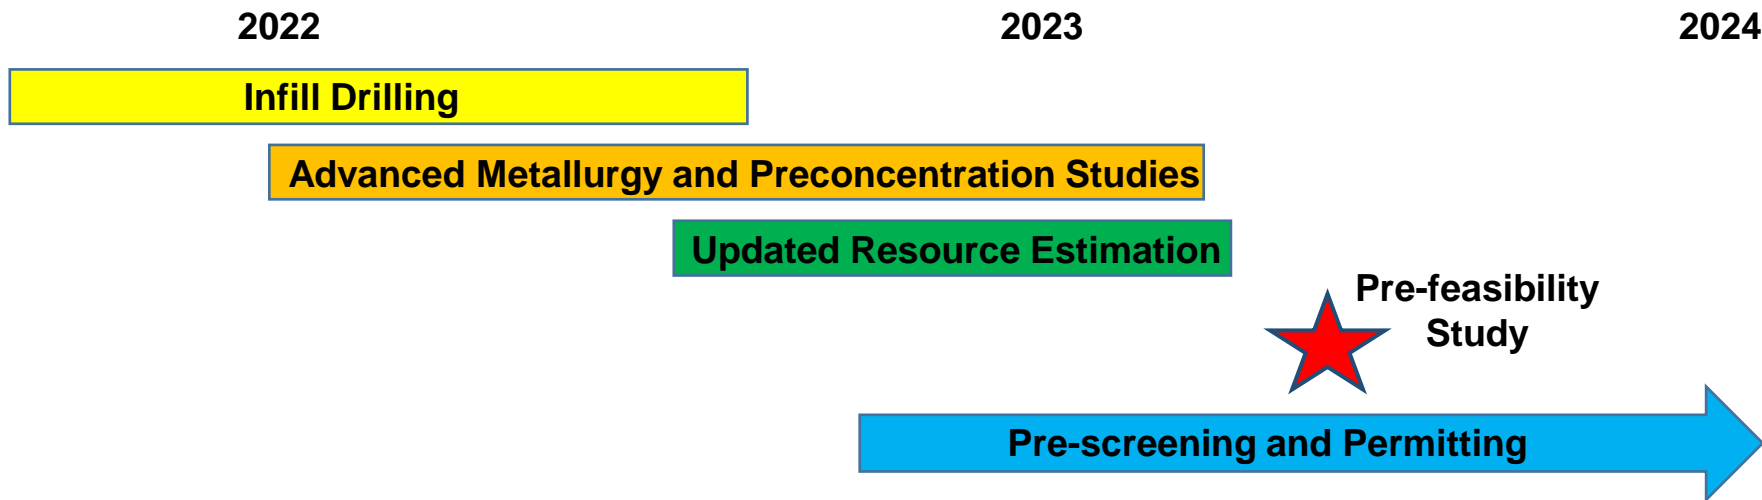 2022 2023 2024
Infill Drilling
Advanced Metallurgy and Preconcentration Studies
Updated Resource Estimation
Pre-feasibility
Study
Pre-screening and Permitting